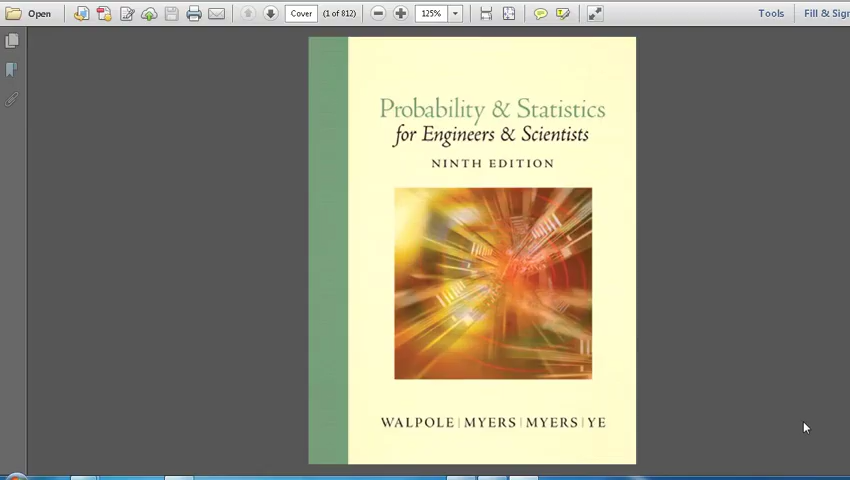 Open
Cover
(1 of 812)
125%
Tools
Fill & Sign
Probability & Statistics
for Engineers & Scientists
NINTH EDITION
WALPOLE | MYERS | MYERS | YE